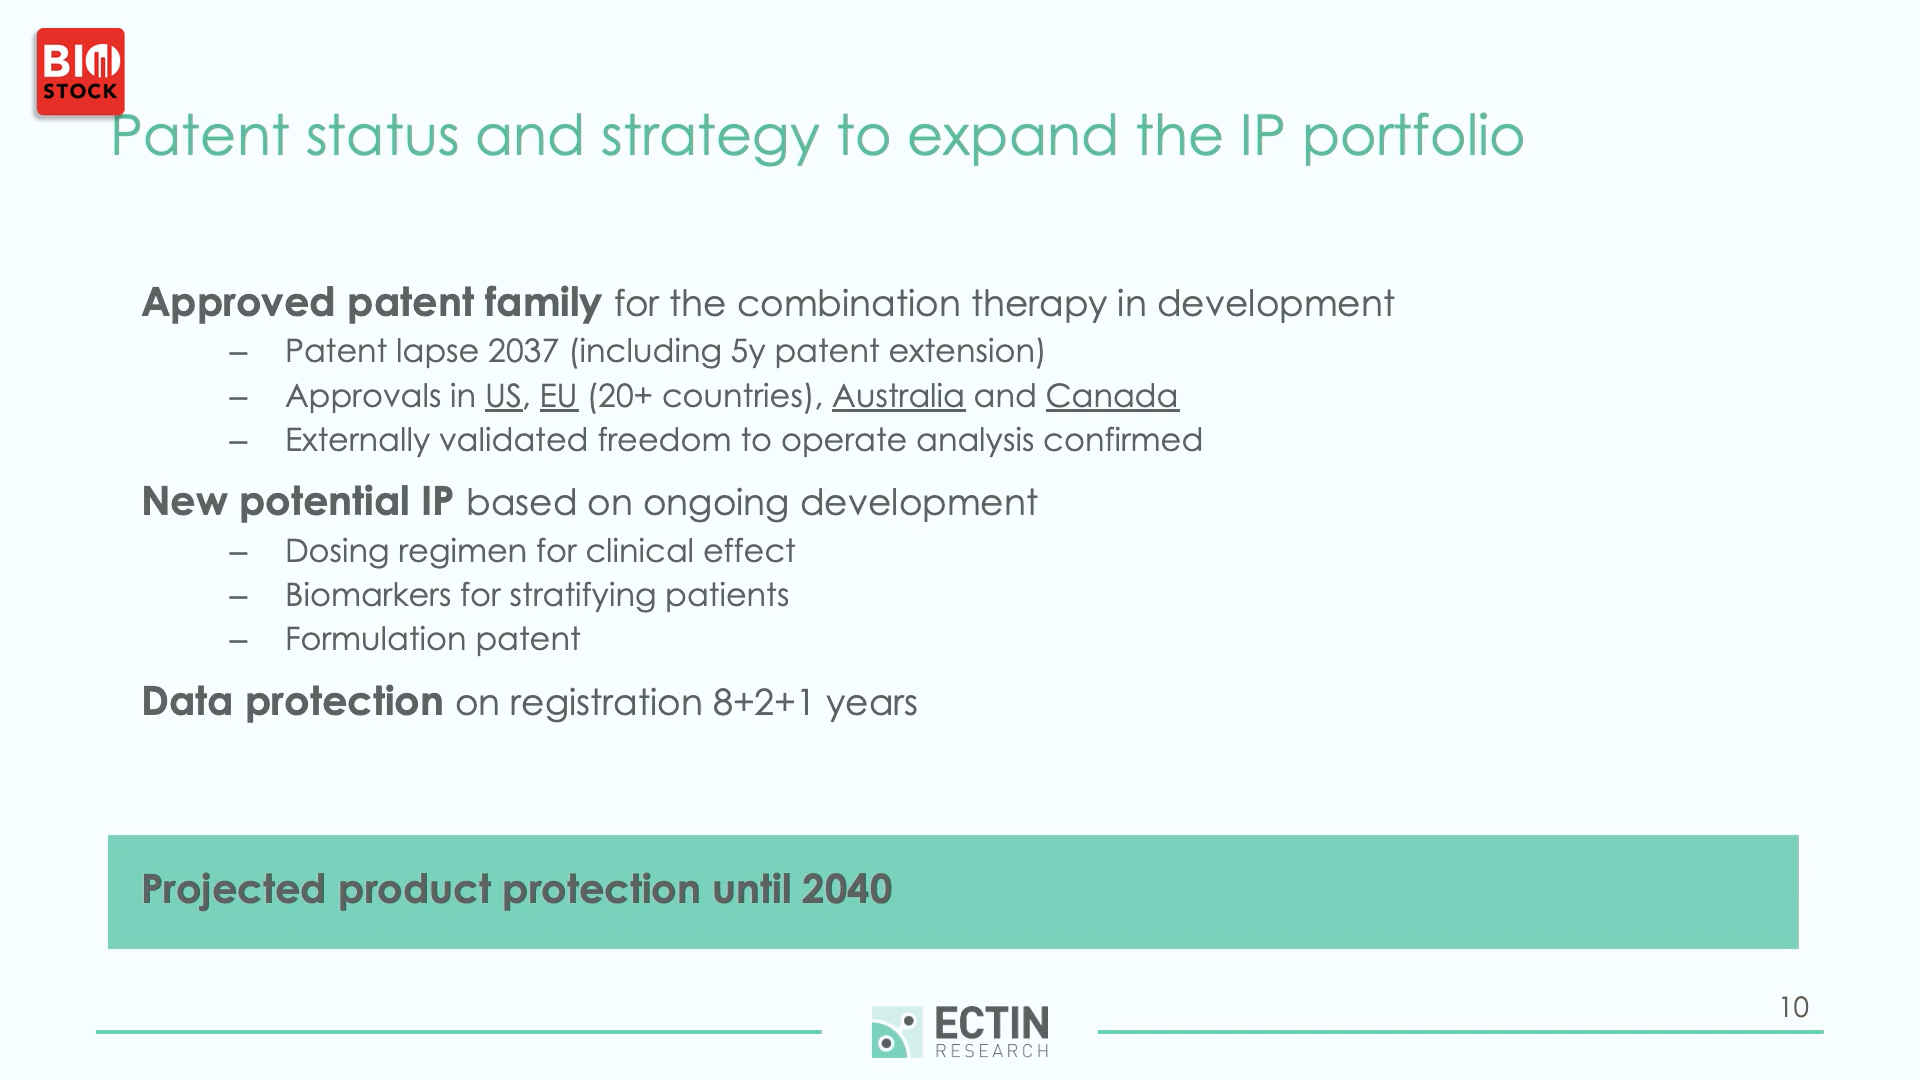 BIO
STOCK
Patent status and strategy to expand the IP portfolio
Approved patent family for the combination therapy in development
– Patent lapse 2037 (including 5y patent extension)
– Approvals in US, EU (20+ countries), Australia and Canada
– Externally validated freedom to operate analysis confirmed
New potential IP based on ongoing development
– Dosing regimen for clinical effect
– Biomarkers for stratifying patients
– Formulation patent
Data protection on registration 8+2+1 years
Projected product protection until 2040
10
ECTIN
RESEARCH